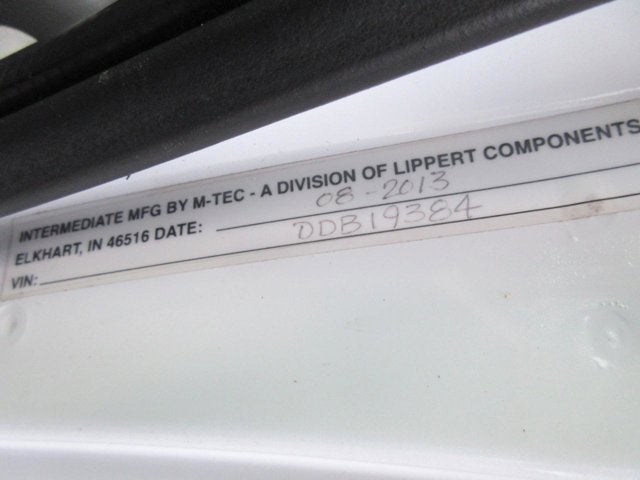 INTERMEDIATE MFG BY M-TEC - A DIVISION OF LIPPERT COMPONENTS
ELKHART, IN 46516 DATE: 08-2013
VIN: DDB19384